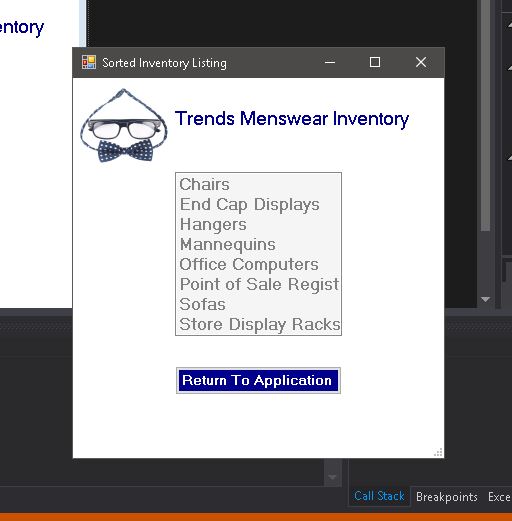 entory
Sorted Inventory Listing
Trends Menswear Inventory
Chairs
End Cap Displays
Hangers
Mannequins
Office Computers
Point of Sale Regist
Sofas
Store Display Racks
Return To Application
Call Stack Breakpoints Exce